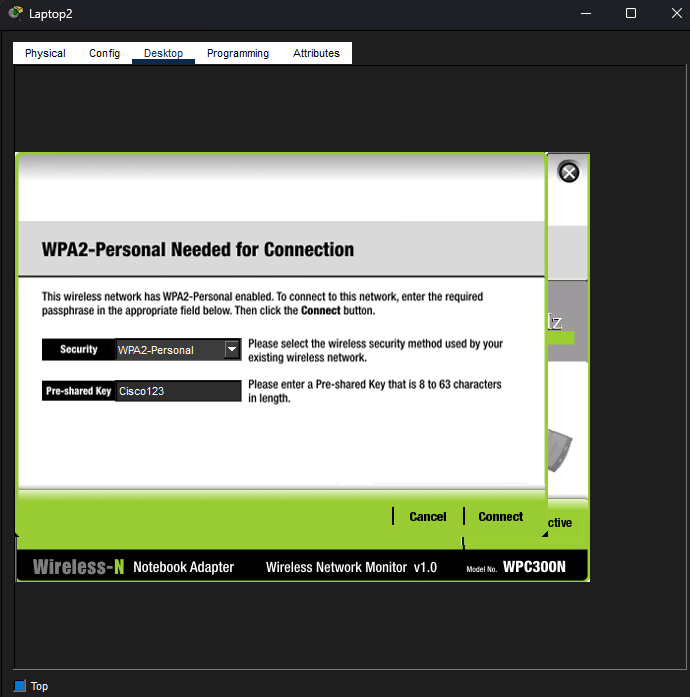 Laptop2
Physical Config Desktop Programming Attributes
WPA2-Personal Needed for Connection
This wireless network has WPA2-Personal enabled. To connect to this network, enter the required
passphrase in the appropriate field below. Then click the Connect button.
Security WPA2-Personal Please select the wireless security method used by your
existing wireless network.
Pre-shared Key Cisco123 Please enter a Pre-shared Key that is 8 to 63 characters
in length.
Cancel Connect
Wireless-N Notebook Adapter Wireless Network Monitor v1.0 Model No. WPC300N
Top